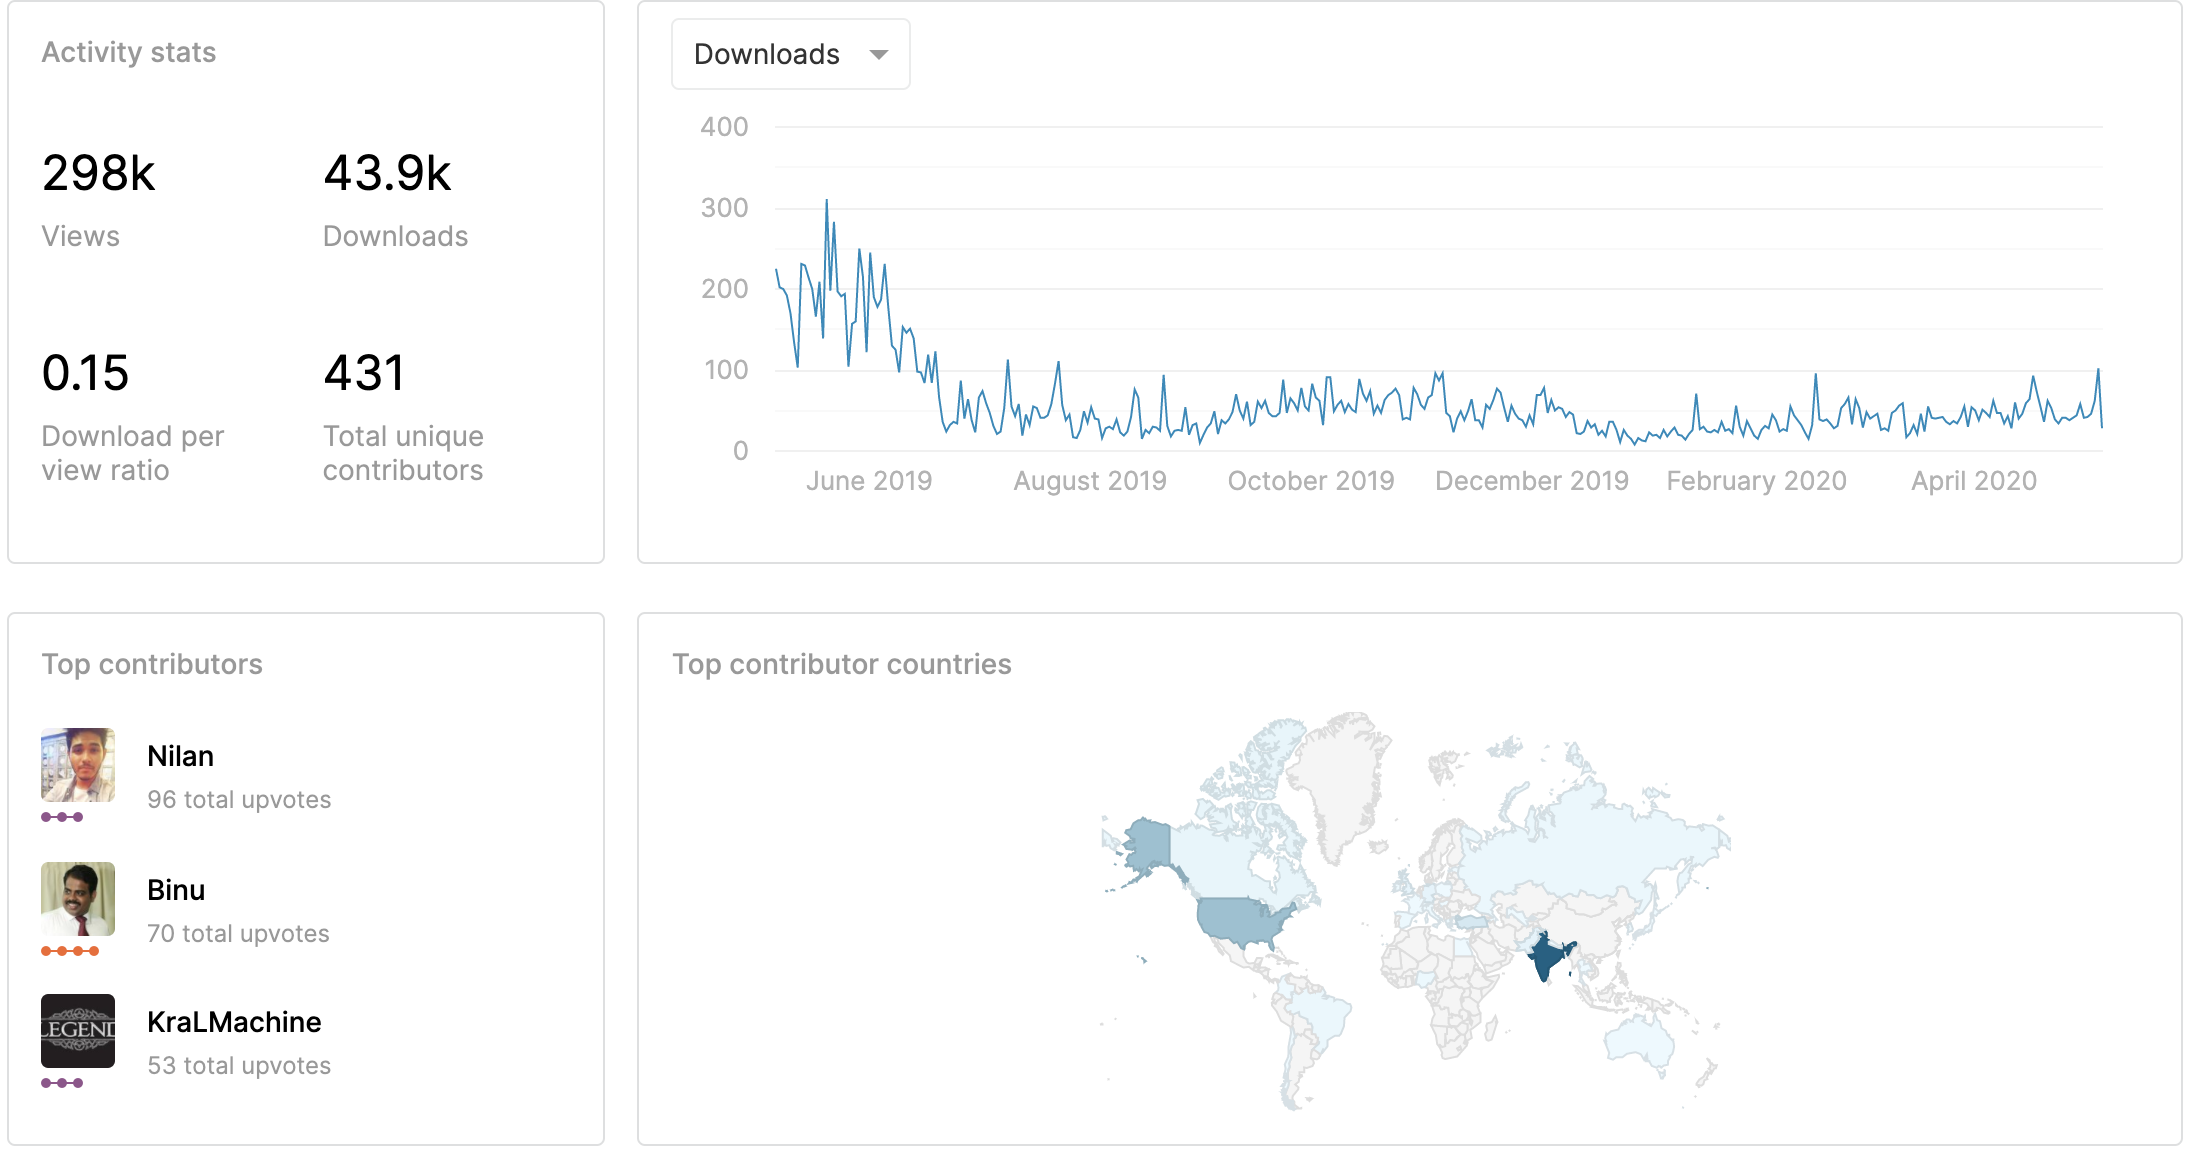 Activity stats
298k
Views
43.9k
Downloads
0.15
Download per
view ratio
431
Total unique
contributors
Downloads
400
300
200
100
0
June 2019
August 2019
October 2019
December 2019
February 2020
April 2020
Top contributors
Nilan
96 total upvotes
Binu
70 total upvotes
LEGEND
KraLMachine
53 total upvotes
Top contributor countries